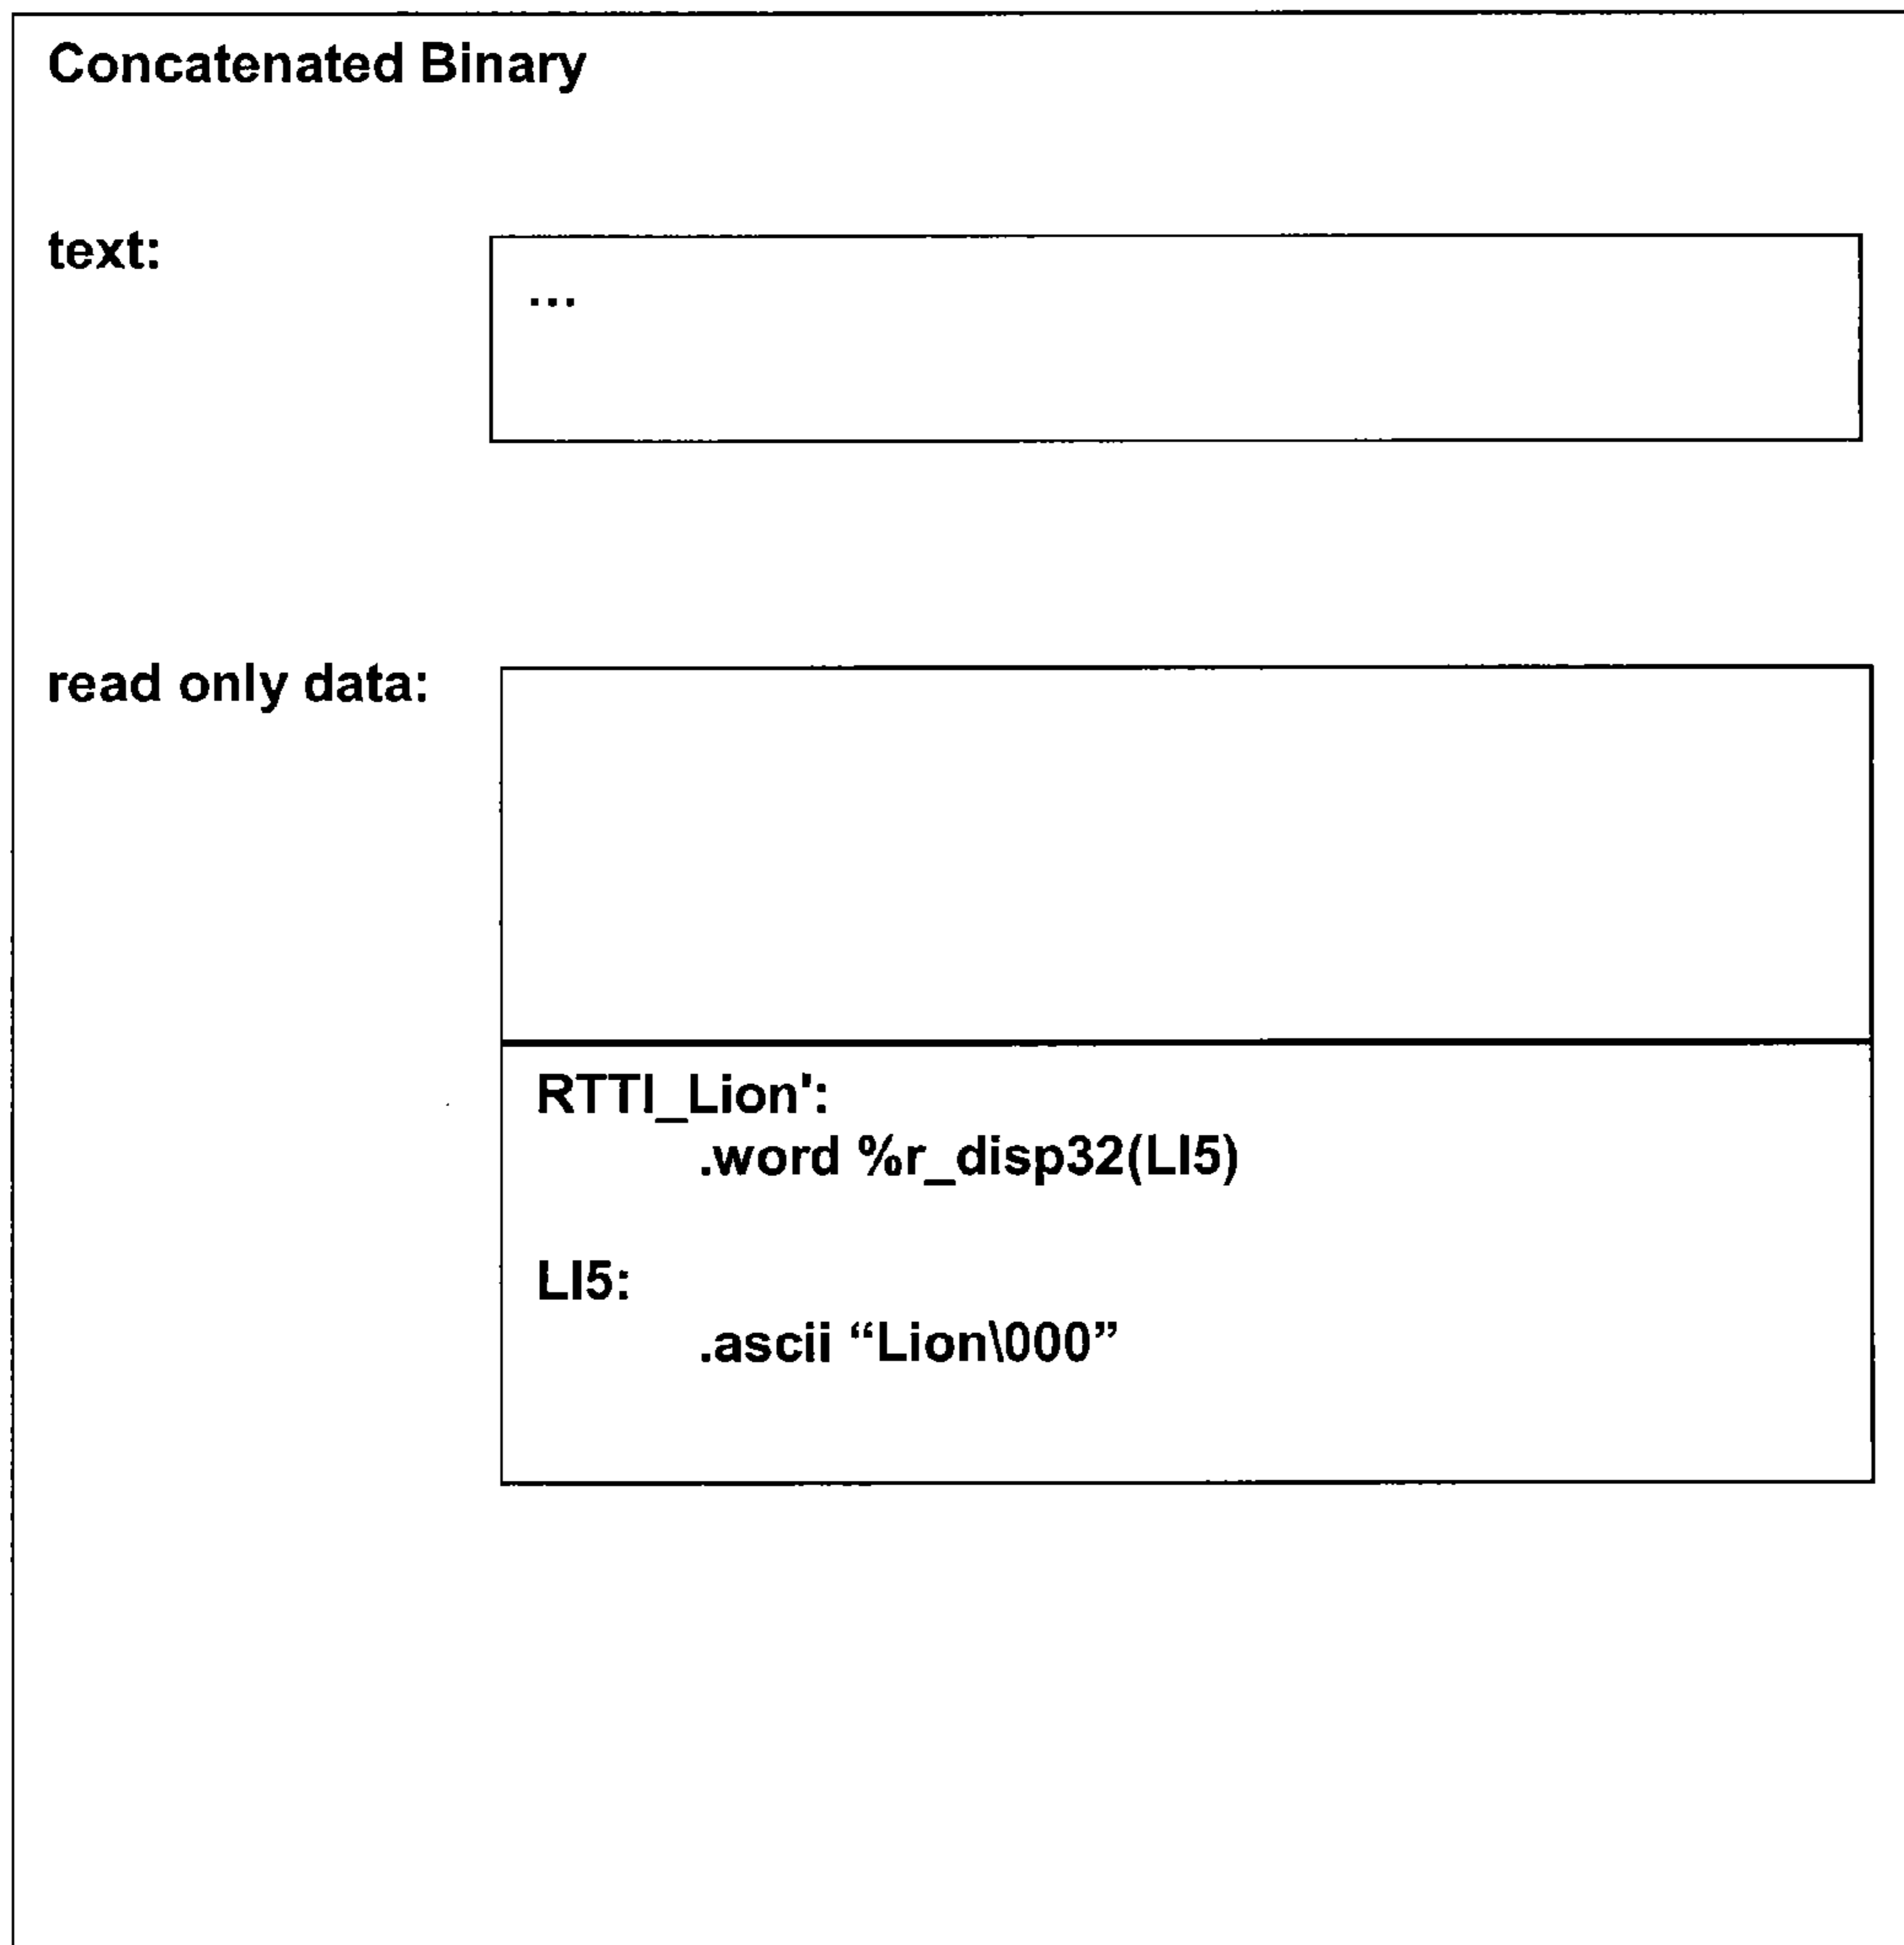 Concatenated Binary
text:
...
read only data:
RTTI_Lion':
.word %r_disp32(LI5)
LI5:
.ascii “Lion\000”